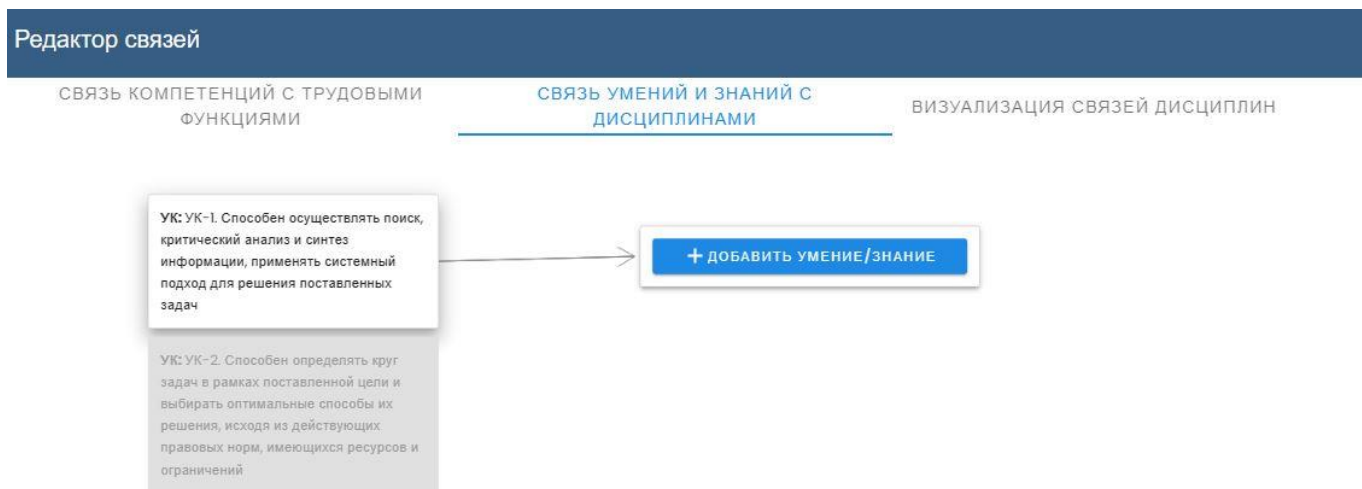 Редактор связей
СВЯЗЬ КОМПЕТЕНЦИЙ С ТРУДОВЫМИ
ФУНКЦИЯМИ
СВЯЗЬ УМЕНИЙ И ЗНАНИЙ С
ДИСЦИПЛИНАМИ
ВИЗУАЛИЗАЦИЯ СВЯЗЕЙ ДИСЦИПЛИН
УК: УК-1. Способен осуществлять поиск,
критический анализ и синтез
информации, применять системный
подход для решения поставленных
задач
+ ДОБАВИТЬ УМЕНИЕ/ЗНАНИЕ
УК: УК-2. Способен определять круг
задач в рамках поставленной цели и
выбирать оптимальные способы их
решения, исходя из действующих
правовых норм, имеющихся ресурсов и
ограничений